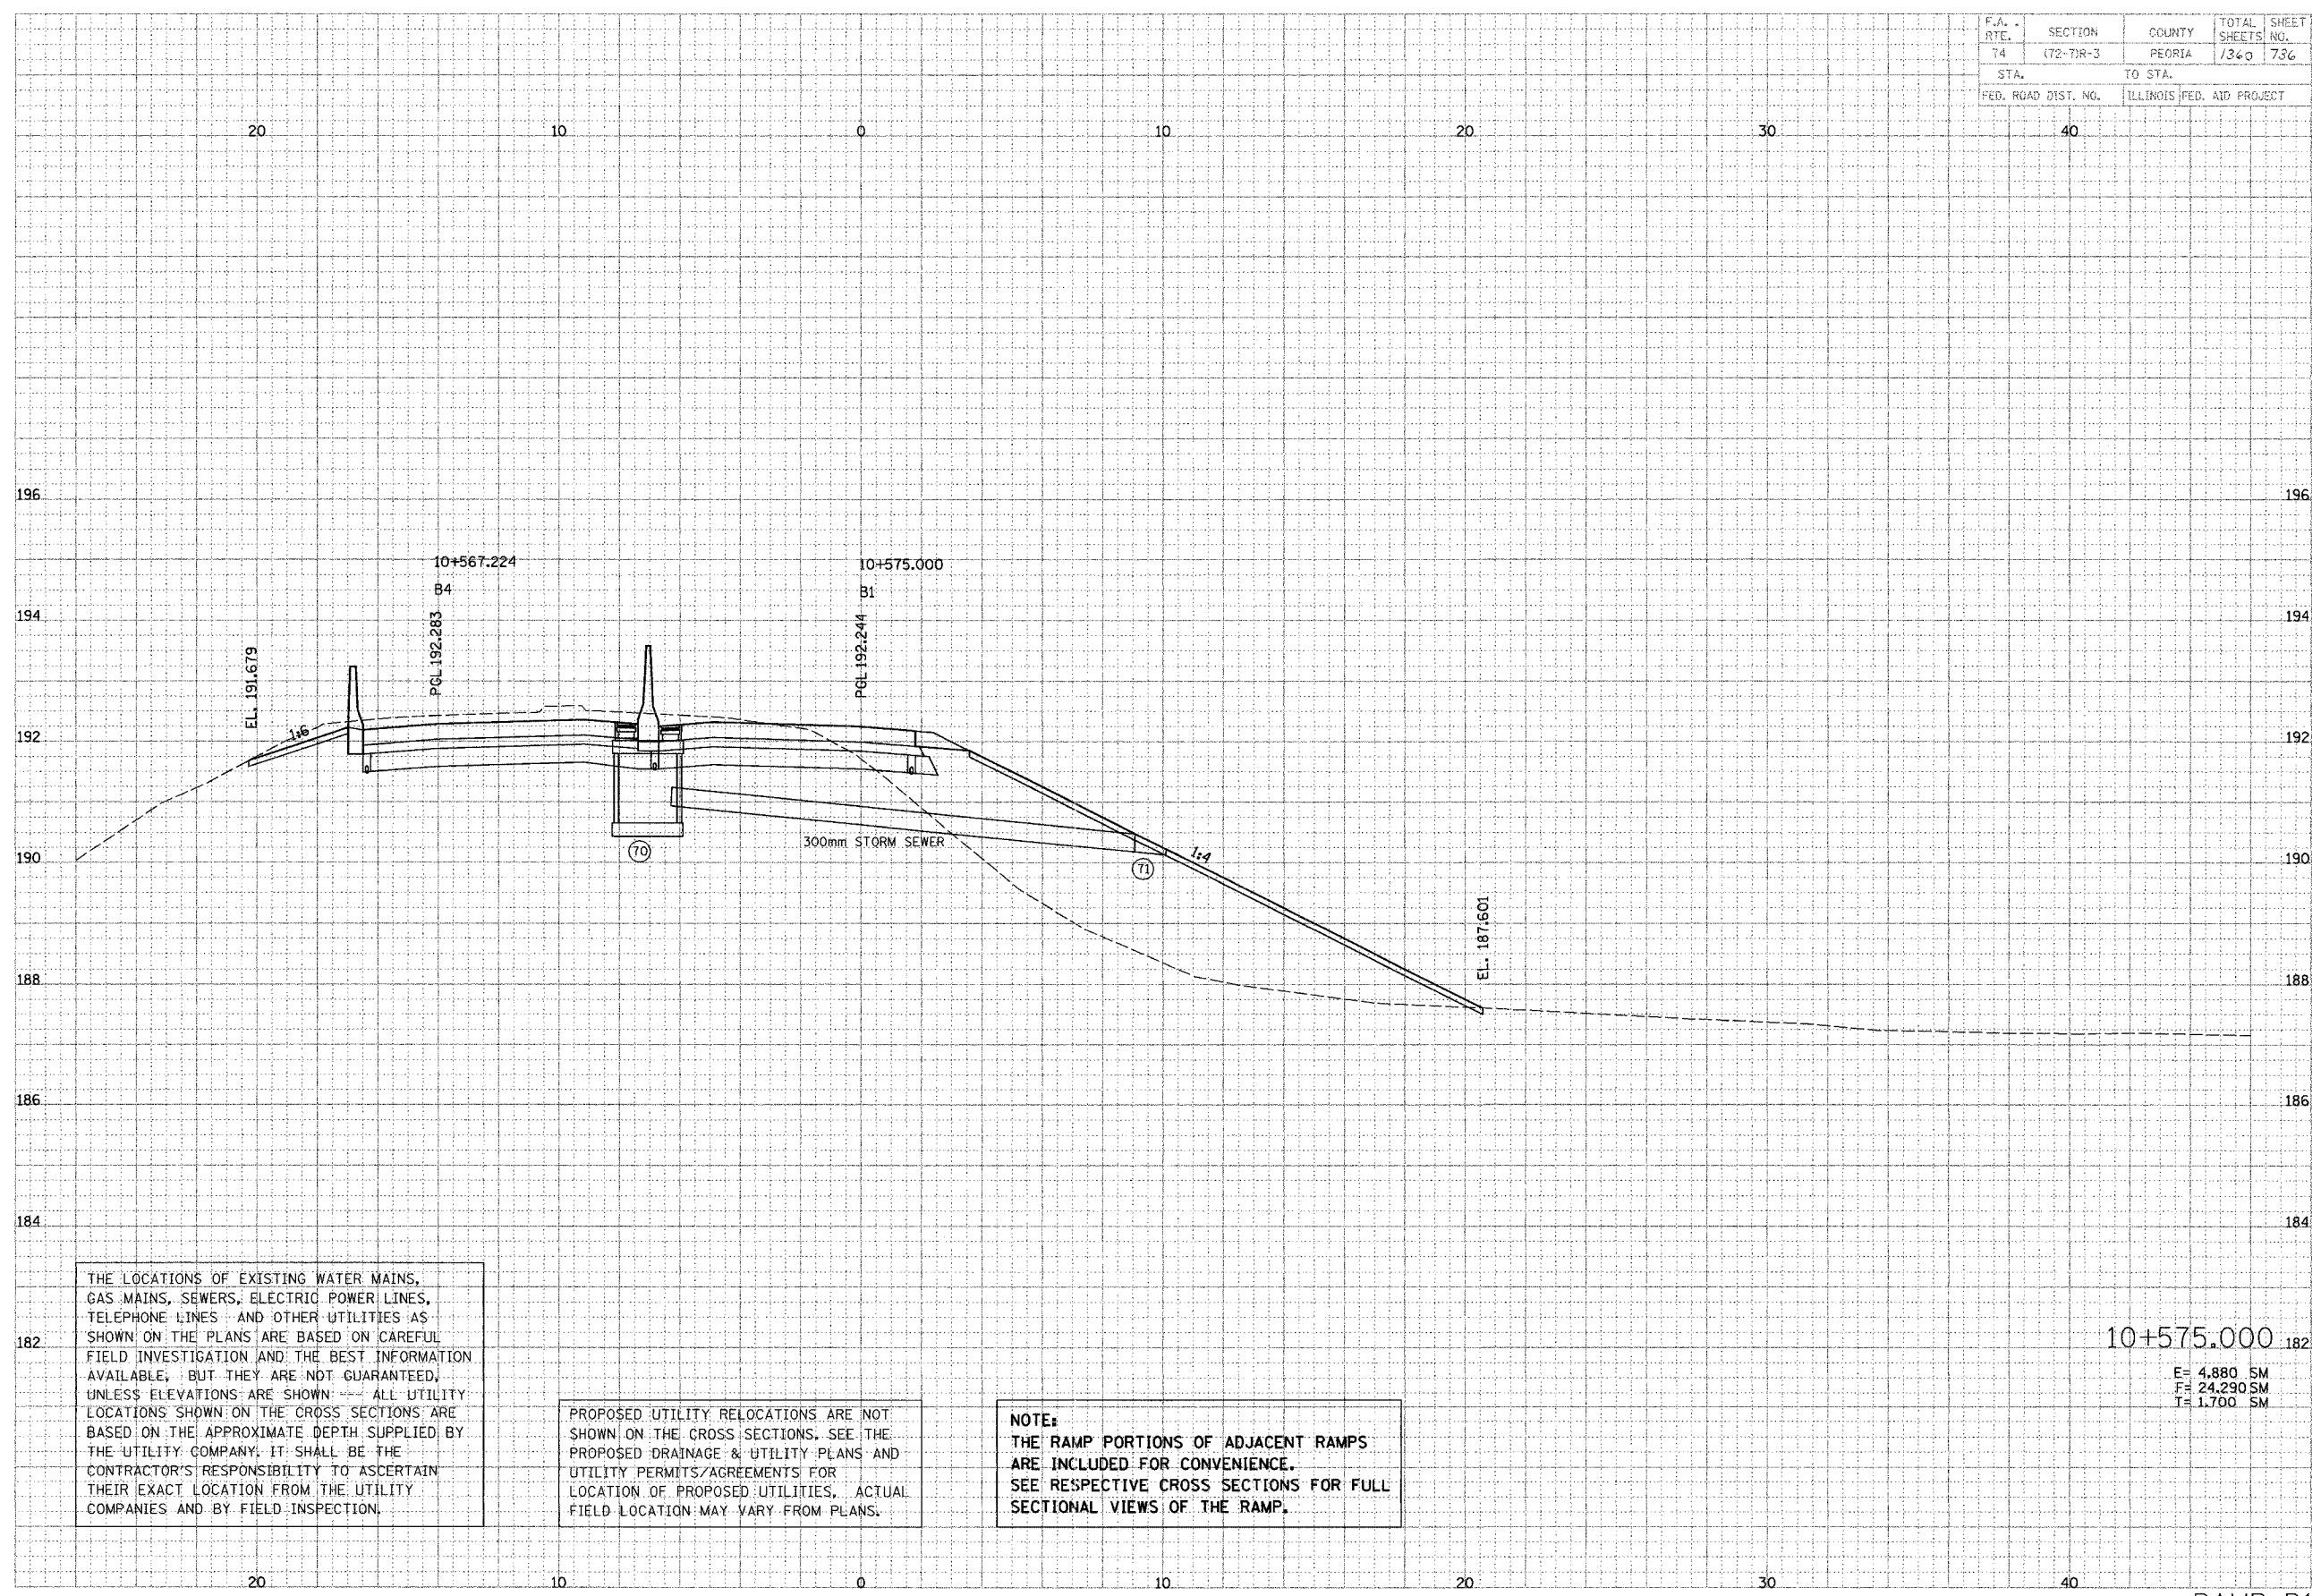 F.A. . RTE. SECTION COUNTY TOTAL SHEETS SHEET NO.
74 (72-7)R-3 PEORIA 1360 736
STA. TO STA.
FED. ROAD DIST. NO. ILLINOIS FED. AID PROJECT
20 10 0 10 20 30 40
196 196
10+567.224 10+575.000
B4 B1
194 194
EL. 191.679
PGL 192.283
PGL 192.244
192 192
1:6
300mm STORM SEWER
70
71
1:4
190 190
EL. 187.601
188 188
186 186
184 184
182 182
THE LOCATIONS OF EXISTING WATER MAINS,
GAS MAINS, SEWERS, ELECTRIC POWER LINES,
TELEPHONE LINES AND OTHER UTILITIES AS
SHOWN ON THE PLANS ARE BASED ON CAREFUL
FIELD INVESTIGATION AND THE BEST INFORMATION
AVAILABLE, BUT THEY ARE NOT GUARANTEED,
UNLESS ELEVATIONS ARE SHOWN --- ALL UTILITY
LOCATIONS SHOWN ON THE CROSS SECTIONS ARE
BASED ON THE APPROXIMATE DEPTH SUPPLIED BY
THE UTILITY COMPANY. IT SHALL BE THE
CONTRACTOR'S RESPONSIBILITY TO ASCERTAIN
THEIR EXACT LOCATION FROM THE UTILITY
COMPANIES AND BY FIELD INSPECTION.
PROPOSED UTILITY RELOCATIONS ARE NOT
SHOWN ON THE CROSS SECTIONS. SEE THE
PROPOSED DRAINAGE & UTILITY PLANS AND
UTILITY PERMITS/AGREEMENTS FOR
LOCATION OF PROPOSED UTILITIES, ACTUAL
FIELD LOCATION MAY VARY FROM PLANS.
NOTE:
THE RAMP PORTIONS OF ADJACENT RAMPS
ARE INCLUDED FOR CONVENIENCE.
SEE RESPECTIVE CROSS SECTIONS FOR FULL
SECTIONAL VIEWS OF THE RAMP.
10+575.000
E= 4.880 SM
F= 24.290 SM
T= 1.700 SM
20 10 0 10 20 30 40